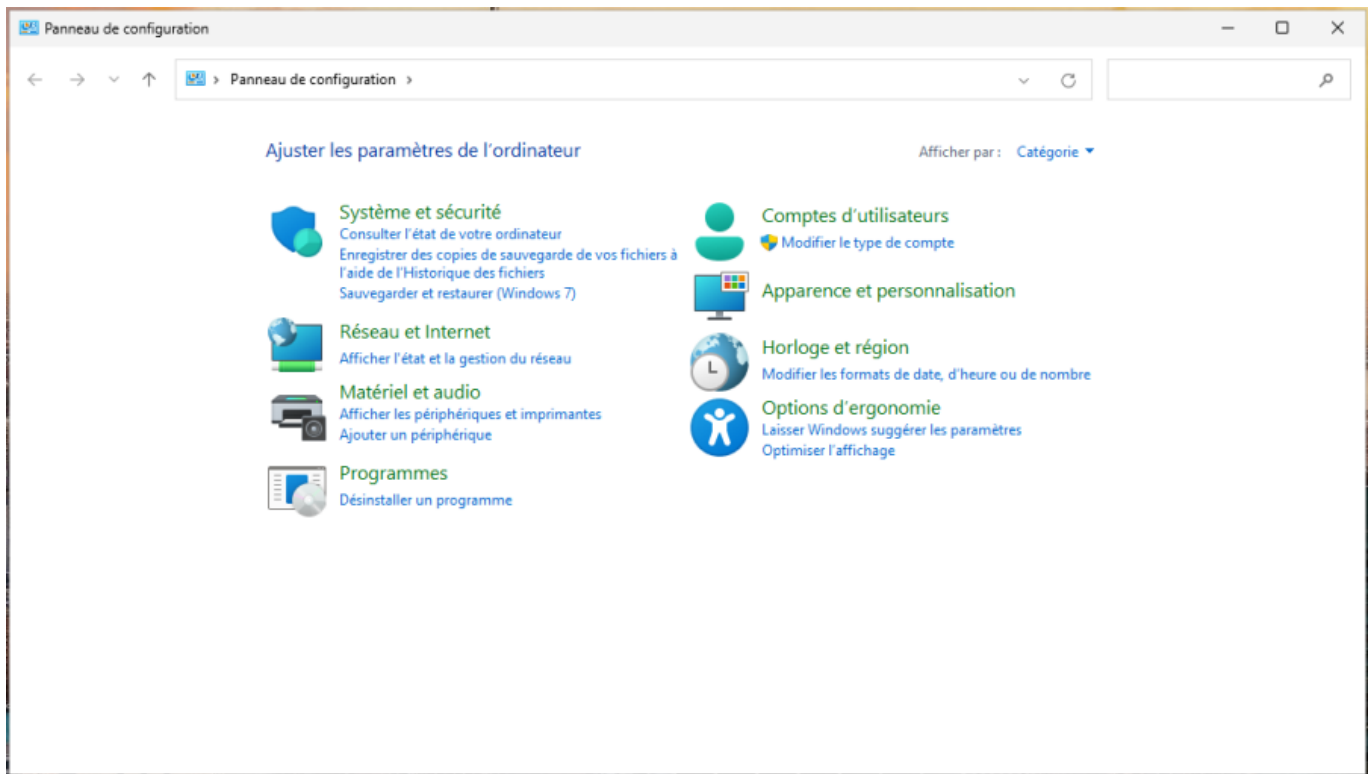 Panneau de configuration
Panneau de configuration
Ajuster les paramètres de l'ordinateur
Afficher par : Catégorie
Système et sécurité
Consulter l'état de votre ordinateur
Enregistrer des copies de sauvegarde de vos fichiers à
l'aide de l'Historique des fichiers
Sauvegarder et restaurer (Windows 7)
Réseau et Internet
Afficher l'état et la gestion du réseau
Matériel et audio
Afficher les périphériques et imprimantes
Ajouter un périphérique
Programmes
Désinstaller un programme
Comptes d'utilisateurs
Modifier le type de compte
Apparence et personnalisation
Horloge et région
Modifier les formats de date, d'heure ou de nombre
Options d'ergonomie
Laisser Windows suggérer les paramètres
Optimiser l'affichage